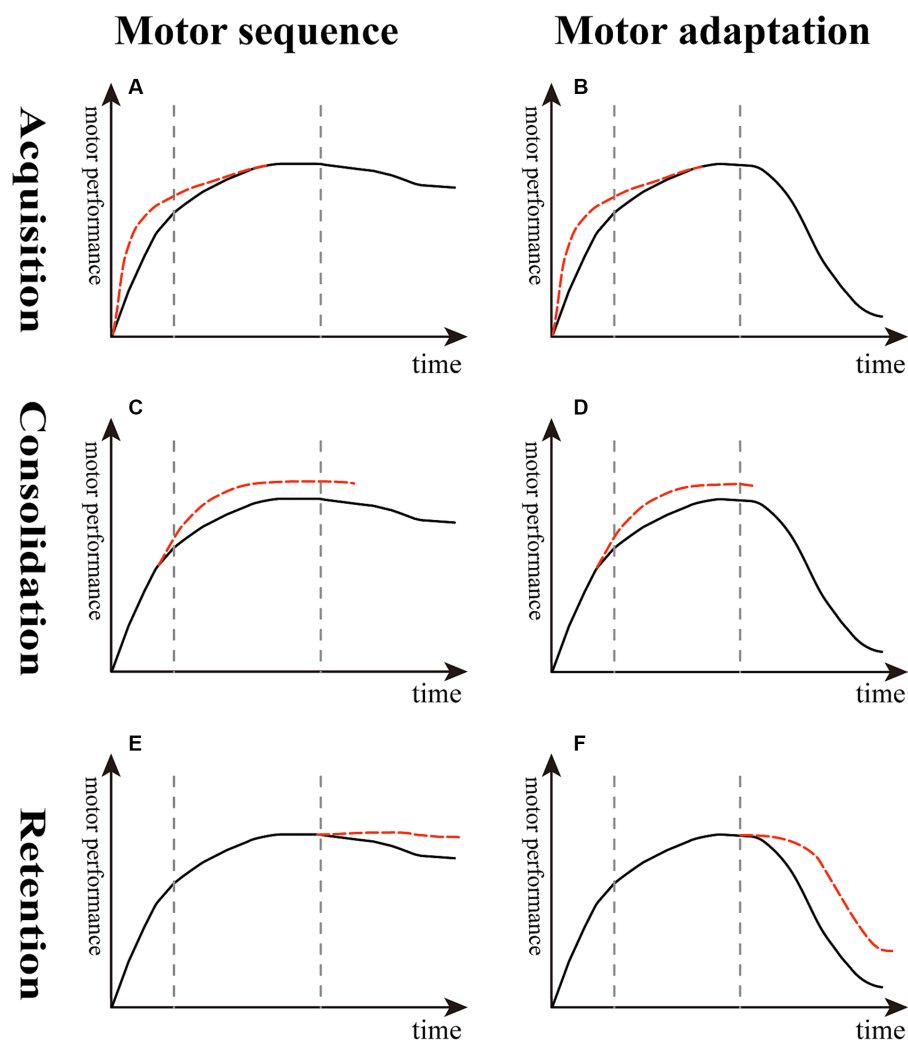 Motor sequence
Motor adaptation
Acquisition
A
motor performance
time
B
motor performance
time
Consolidation
C
motor performance
time
D
motor performance
time
Retention
E
motor performance
time
F
motor performance
time